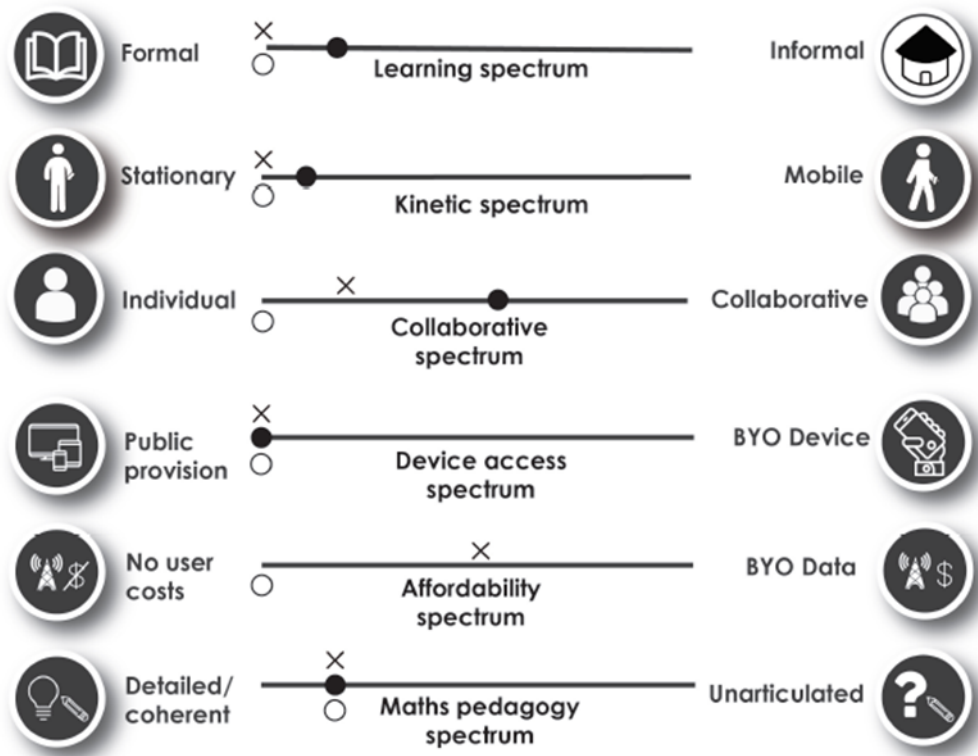 Formal
Informal
Learning spectrum
Stationary
Mobile
Kinetic spectrum
Individual
Collaborative
Collaborative
spectrum
Public
provision
BYO Device
Device access
spectrum
No user
costs
BYO Data
Affordability
spectrum
$
$
Detailed/
coherent
Unarticulated
?
Maths pedagogy
spectrum